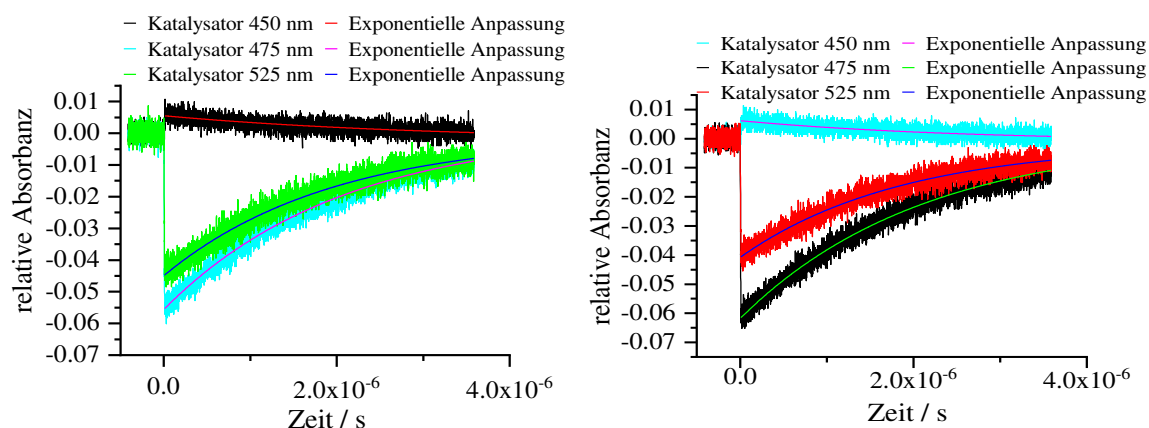 Katalysator 450 nm Exponentielle Anpassung
Katalysator 475 nm Exponentielle Anpassung
Katalysator 525 nm Exponentielle Anpassung
0.01
0.00
-0.01
-0.02
-0.03
-0.04
-0.05
-0.06
-0.07
relative Absorbanz
0.0 2.0x10-6 4.0x10-6
Zeit / s
Katalysator 450 nm Exponentielle Anpassung
Katalysator 475 nm Exponentielle Anpassung
Katalysator 525 nm Exponentielle Anpassung
0.01
0.00
-0.01
-0.02
-0.03
-0.04
-0.05
-0.06
-0.07
relative Absorbanz
0.0 2.0x10-6 4.0x10-6
Zeit / s